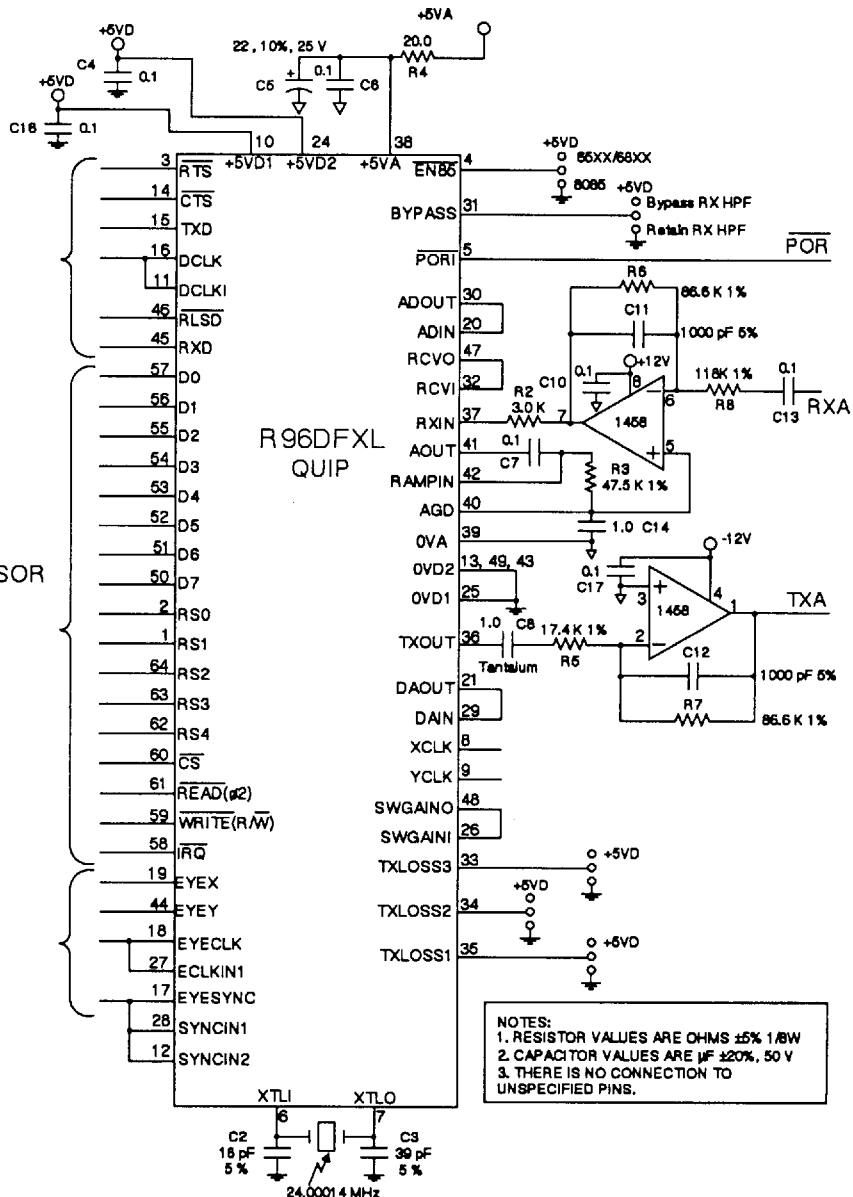 +5VA
+5VD
22, 10%, 25 V
20.0
R4
C4
0.1
C5
+
0.1
C6
+5VD
C16
0.1
10
24
38
+5VD1
+5VD2
+5VA
3 RTS
14 CTS
15 TXD
16 DCLK
11 DCLKI
46 RLSD
45 RXD
57 D0
56 D1
55 D2
54 D3
53 D4
52 D5
51 D6
50 D7
SOR
2 RS0
1 RS1
64 RS2
63 RS3
62 RS4
60 CS
61 READ(ø2)
59 WRITE(R/W)
58 IRQ
19 EYEX
44 EYEY
18 EYECLK
27 ECLKIN1
17 EYESYNC
28 SYNCIN1
12 SYNCIN2
R96DFXL
QUIP
EN85 4
+5VD
65XX/68XX
8085
BYPASS 31
+5VD
Bypass RX HPF
Retain RX HPF
PORI 5
POR
ADOUT 30
ADIN 20
RCVO 47
RCVI 32
RXIN 37
AOUT 41
RAMPIN 42
AGD 40
0VA 39
0VD2 13, 49, 43
0VD1 25
TXOUT 36
DAOUT 21
DAIN 29
XCLK 8
YCLK 9
SWGAINO 48
SWGAINI 26
TXLOSS3 33
TXLOSS2 34
TXLOSS1 35
R6
86.6 K 1%
C11
1000 pF 5%
+12V
0.1
C10
8
R2
3.0 K
7
1458
−
6
+
5
118K 1%
R8
0.1
C13
RXA
0.1
C7
R3
47.5 K 1%
1.0 C14
-12V
0.1
C17
+
3
4
1458
1
TXA
−
2
1.0 C8
Tantalum
17.4 K 1%
R5
C12
1000 pF 5%
R7
86.6 K 1%
+5VD
+5VD
+5VD
NOTES:
1. RESISTOR VALUES ARE OHMS ±5% 1/8W
2. CAPACITOR VALUES ARE µF ±20%, 50 V
3. THERE IS NO CONNECTION TO
UNSPECIFIED PINS.
XTLI
XTLO
6
7
C2
18 pF
5 %
C3
39 pF
5 %
24.00014 MHz